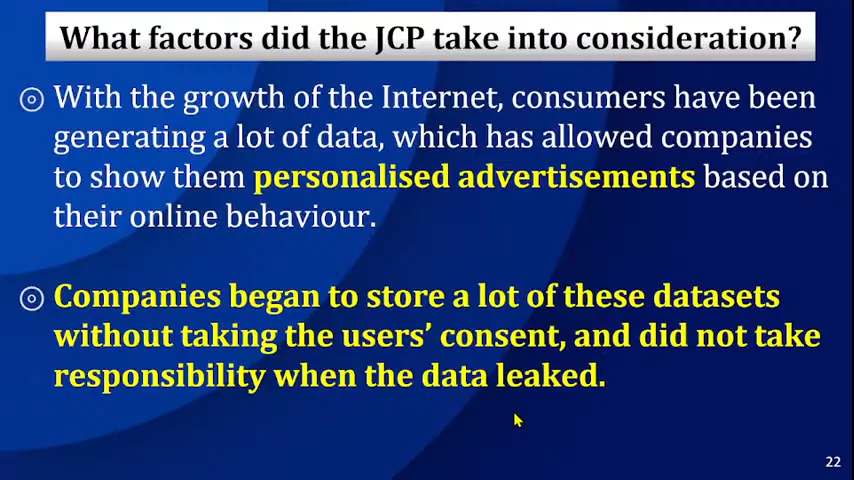 What factors did the JCP take into consideration?
With the growth of the Internet, consumers have been
generating a lot of data, which has allowed companies
to show them personalised advertisements based on
their online behaviour.
Companies began to store a lot of these datasets
without taking the users’ consent, and did not take
responsibility when the data leaked.
22